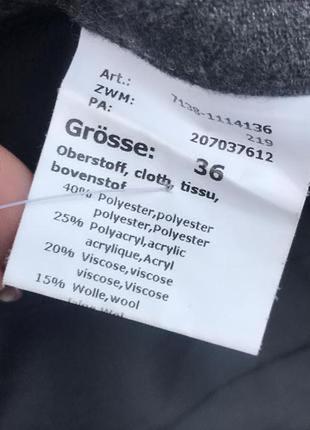 Art.: 7138-1114136
ZWM: 219
PA: 207037612
Grösse: 36
Oberstoff, cloth, tissu,
bovenstof
40% Polyester,polyester
polyester,Polyester
25% Polyacryl,acrylic
acrylique,Acryl
20% Viscose,viscose
viscose,Viscose
15% Wolle,wool